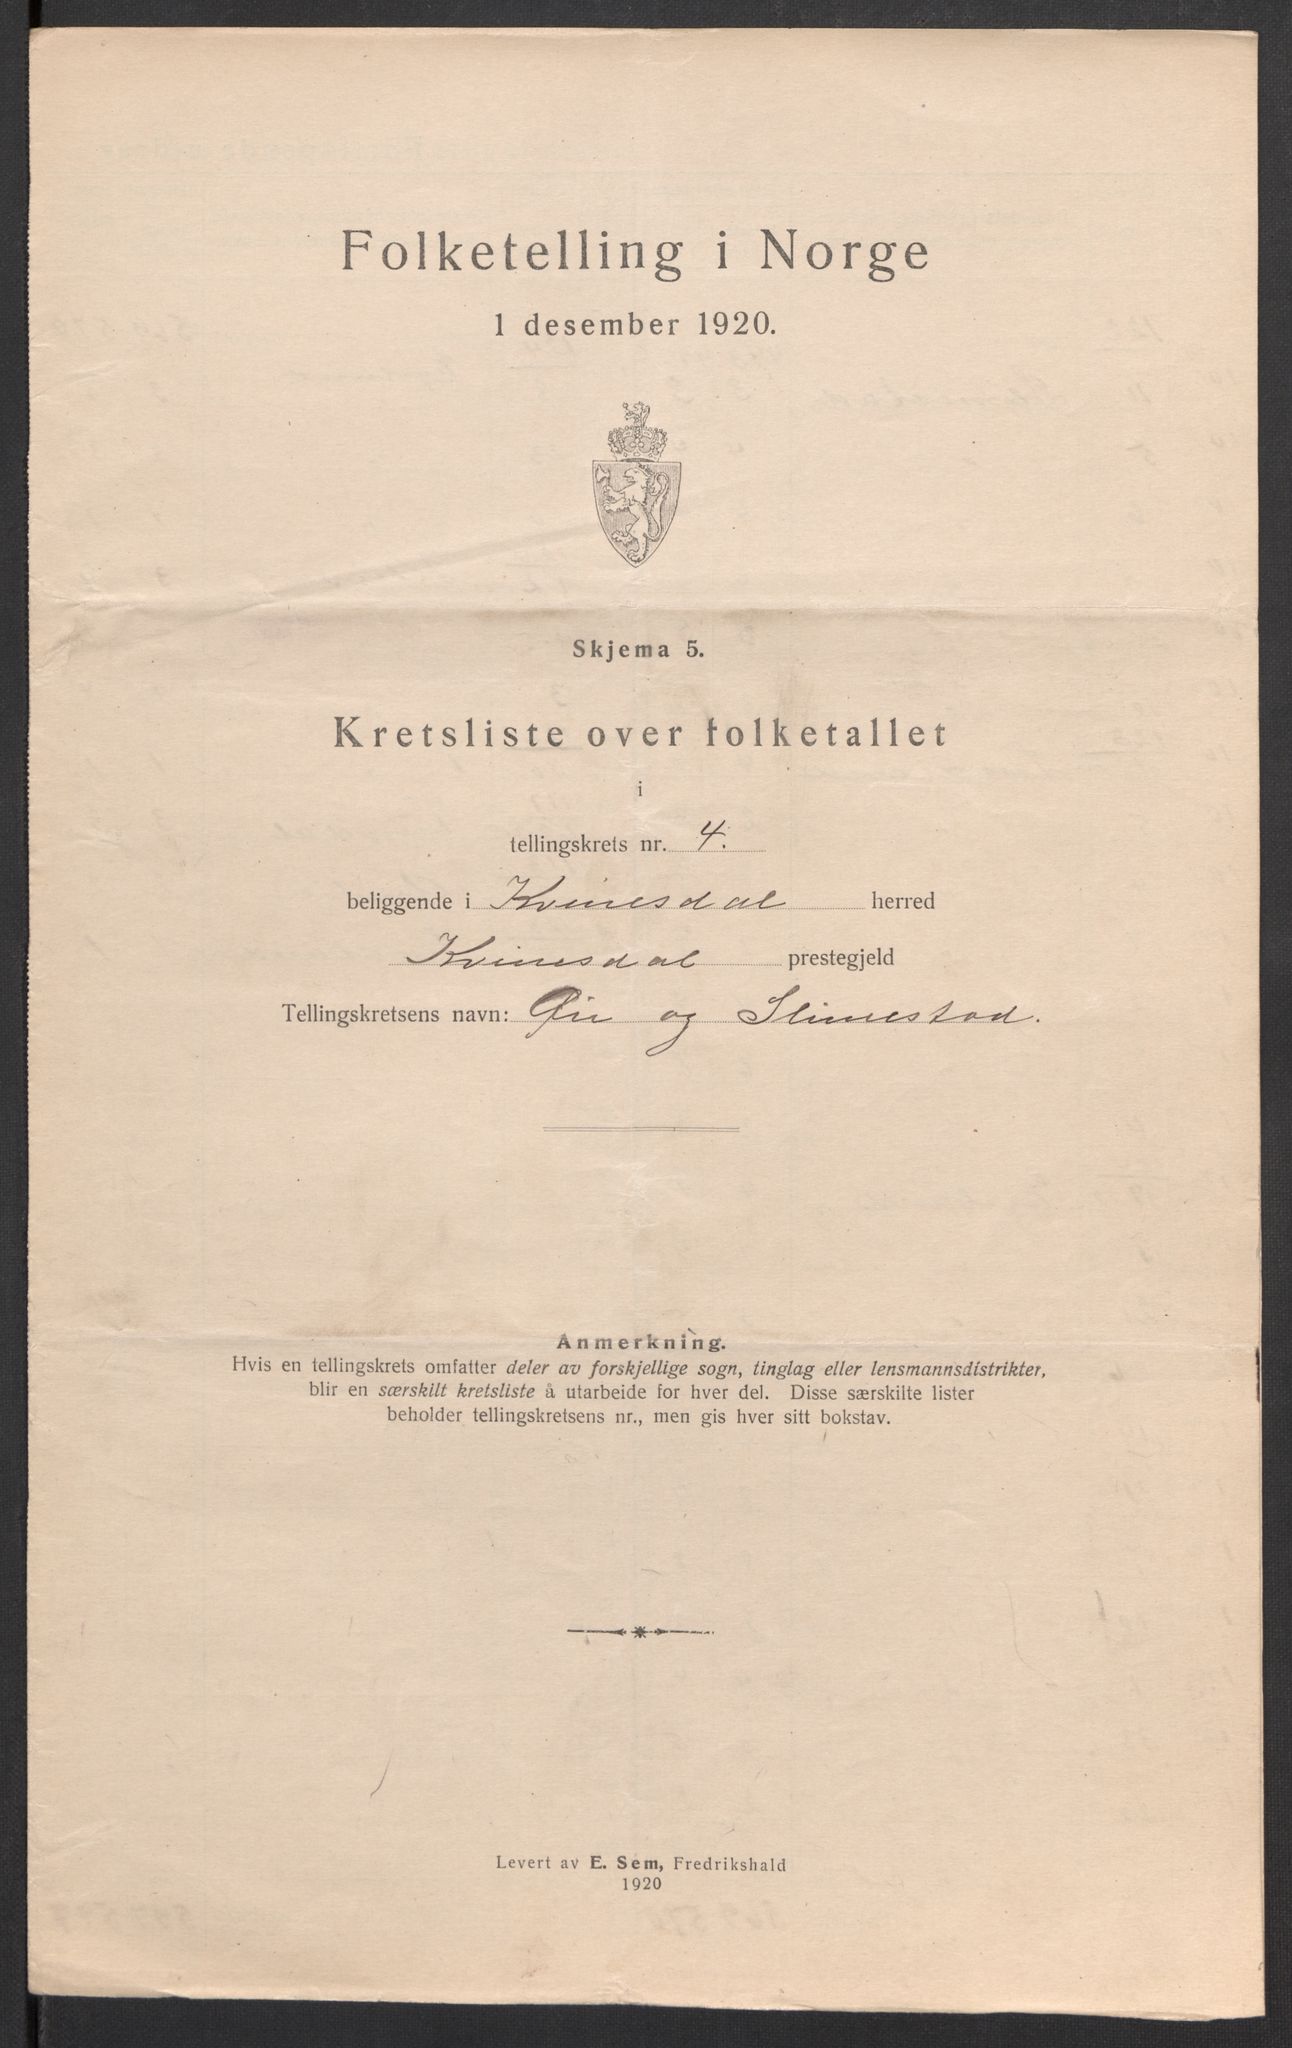 Folketelling i Norge
1 desember 1920.
Skjema 5.
Kretsliste over folketallet
i
tellingskrets nr. 4.
beliggende i Kvinesdal herred
Kvinesdal prestegjeld
Tellingskretsens navn: Øie og Slimestad.
Anmerkning.
Hvis en tellingskrets omfatter deler av forskjellige sogn, tinglag eller lensmannsdistrikter,
blir en særskilt kretsliste å utarbeide for hver del. Disse særskilte lister
beholder tellingskretsens nr., men gis hver sitt bokstav.
Levert av E. Sem, Fredrikshald
1920